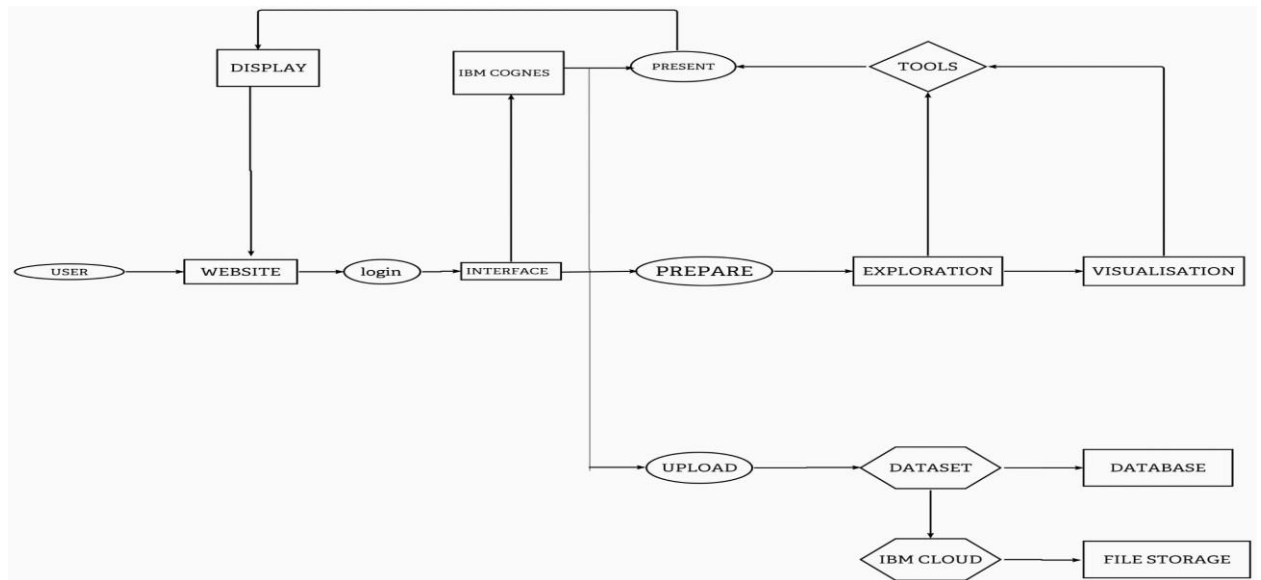 DISPLAY
IBM COGNES
PRESENT
TOOLS
USER
WEBSITE
login
INTERFACE
PREPARE
EXPLORATION
VISUALISATION
UPLOAD
DATASET
DATABASE
IBM CLOUD
FILE STORAGE